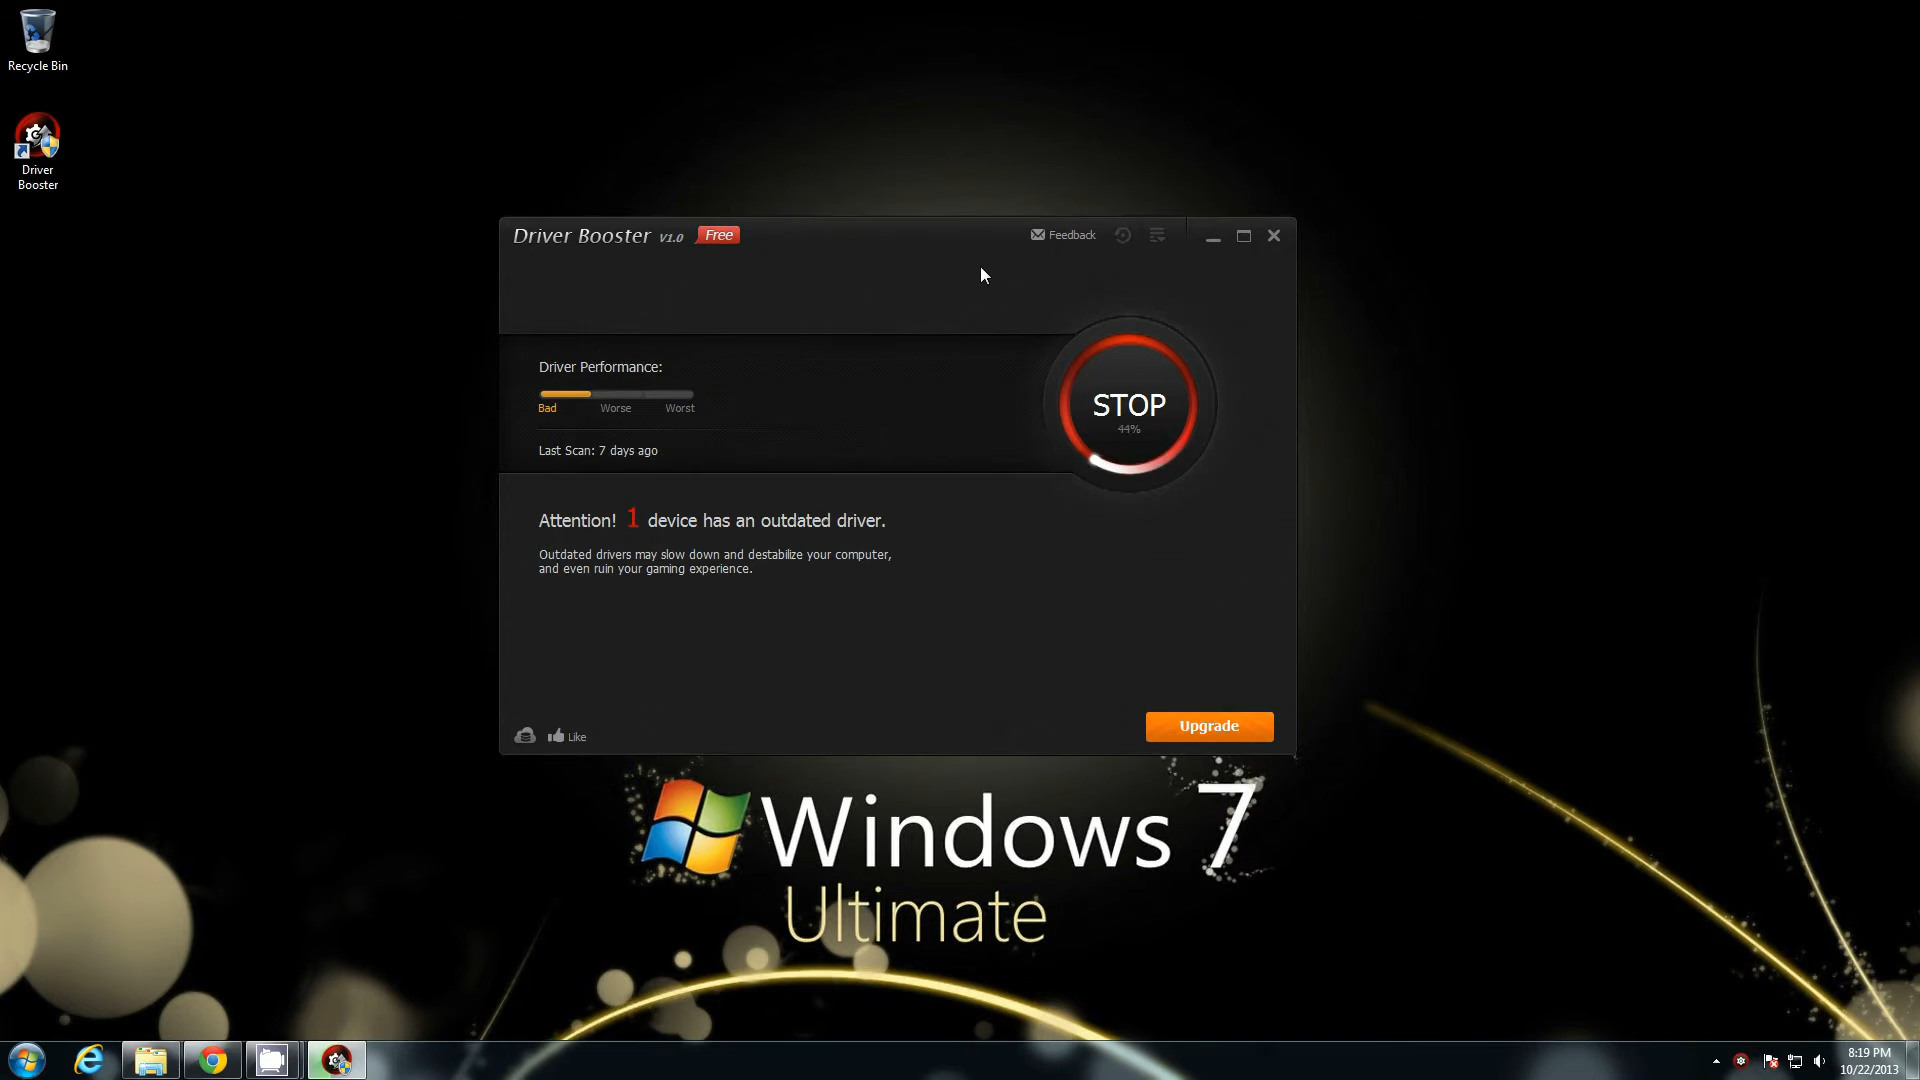 Recycle Bin
Driver
Booster
Driver Booster V1.0 Free
Feedback
Driver Performance:
Bad Worse Worst
Last Scan: 7 days ago
STOP
44%
Attention! 1 device has an outdated driver.
Outdated drivers may slow down and destabilize your computer,
and even ruin your gaming experience.
Like
Upgrade
Windows 7
Ultimate
8:19 PM
10/22/2013